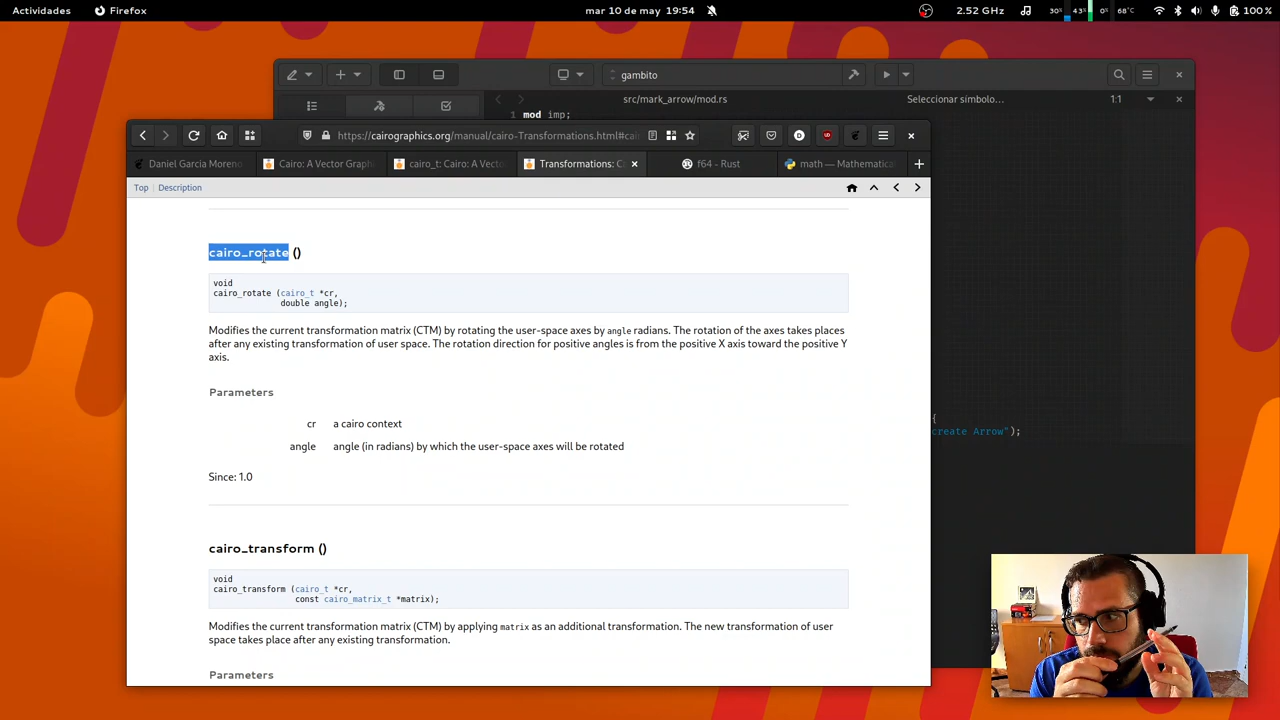 Actividades
Firefox
mar 10 de may 19:54
2.52 GHz
30%
43%
0%
68°C
100 %
gambito
src/mark_arrow/mod.rs
Seleccionar símbolo…
1:1
mod imp;
https://cairographics.org/manual/cairo-Transformations.html#cai
Daniel Garcia Moreno
Cairo: A Vector Graph
cairo_t: Cairo: A Vecto
Transformations: C
f64 - Rust
math — Mathematica
Top | Description
cairo_rotate ()
void
cairo_rotate (cairo_t *cr,
double angle);
Modifies the current transformation matrix (CTM) by rotating the user-space axes by angle radians. The rotation of the axes takes places
after any existing transformation of user space. The rotation direction for positive angles is from the positive X axis toward the positive Y
axis.
{
create Arrow");
Parameters
cr a cairo context
angle angle (in radians) by which the user-space axes will be rotated
Since: 1.0
cairo_transform ()
void
cairo_transform (cairo_t *cr,
const cairo_matrix_t *matrix);
Modifies the current transformation matrix (CTM) by applying matrix as an additional transformation. The new transformation of user
space takes place after any existing transformation.
Parameters